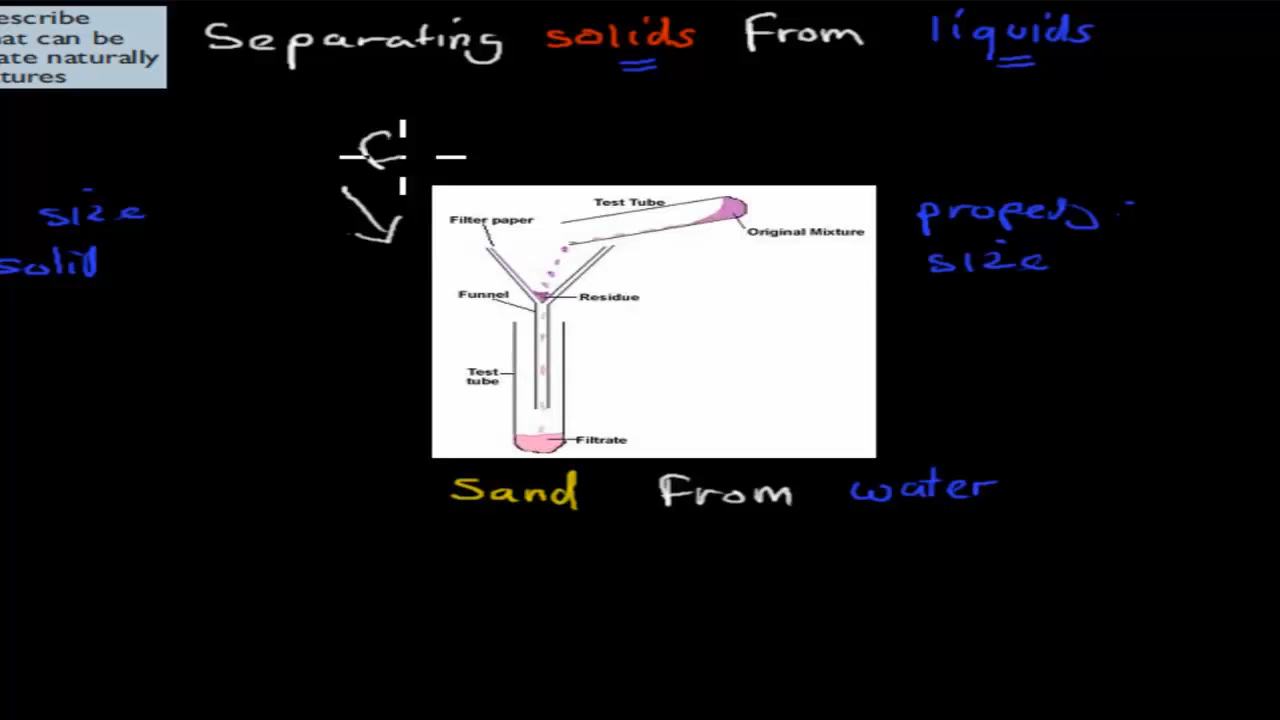 escribe
at can be
ate naturally
tures
Separating solids From liquids
size
solid
Test Tube
Filter paper
Original Mixture
Funnel
Residue
Test
tube
Filtrate
size
Sand From water